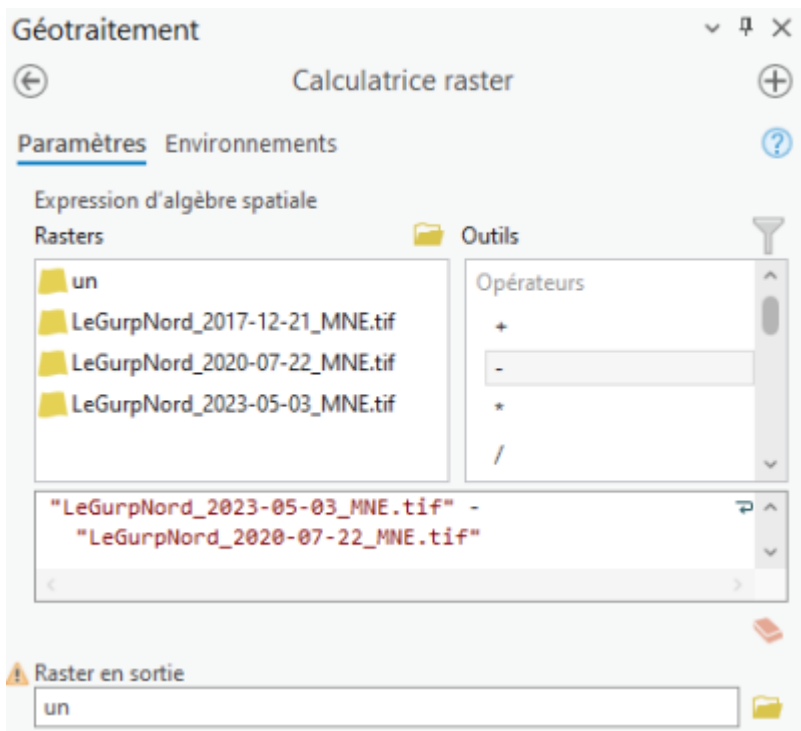 Géotraitement
Calculatrice raster
Paramètres Environnements
Expression d'algèbre spatiale
Rasters
Outils
un
LeGurpNord_2017-12-21_MNE.tif
LeGurpNord_2020-07-22_MNE.tif
LeGurpNord_2023-05-03_MNE.tif
Opérateurs
+
-
*
/
"LeGurpNord_2023-05-03_MNE.tif" -
"LeGurpNord_2020-07-22_MNE.tif"
Raster en sortie
un